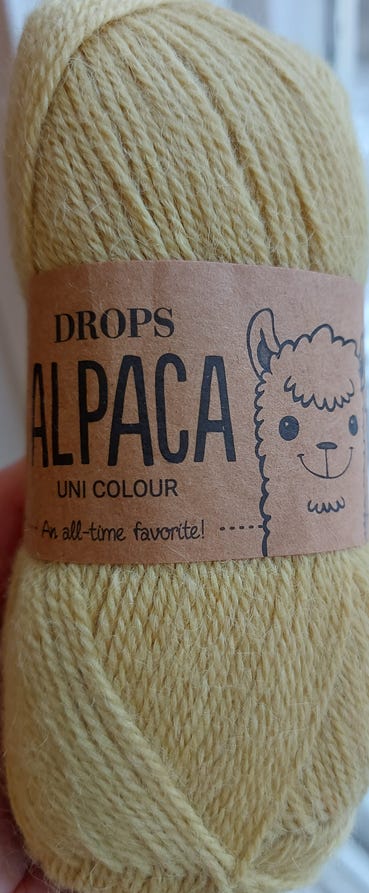 DROPS
ALPACA
UNI COLOUR
An all-time favorite!